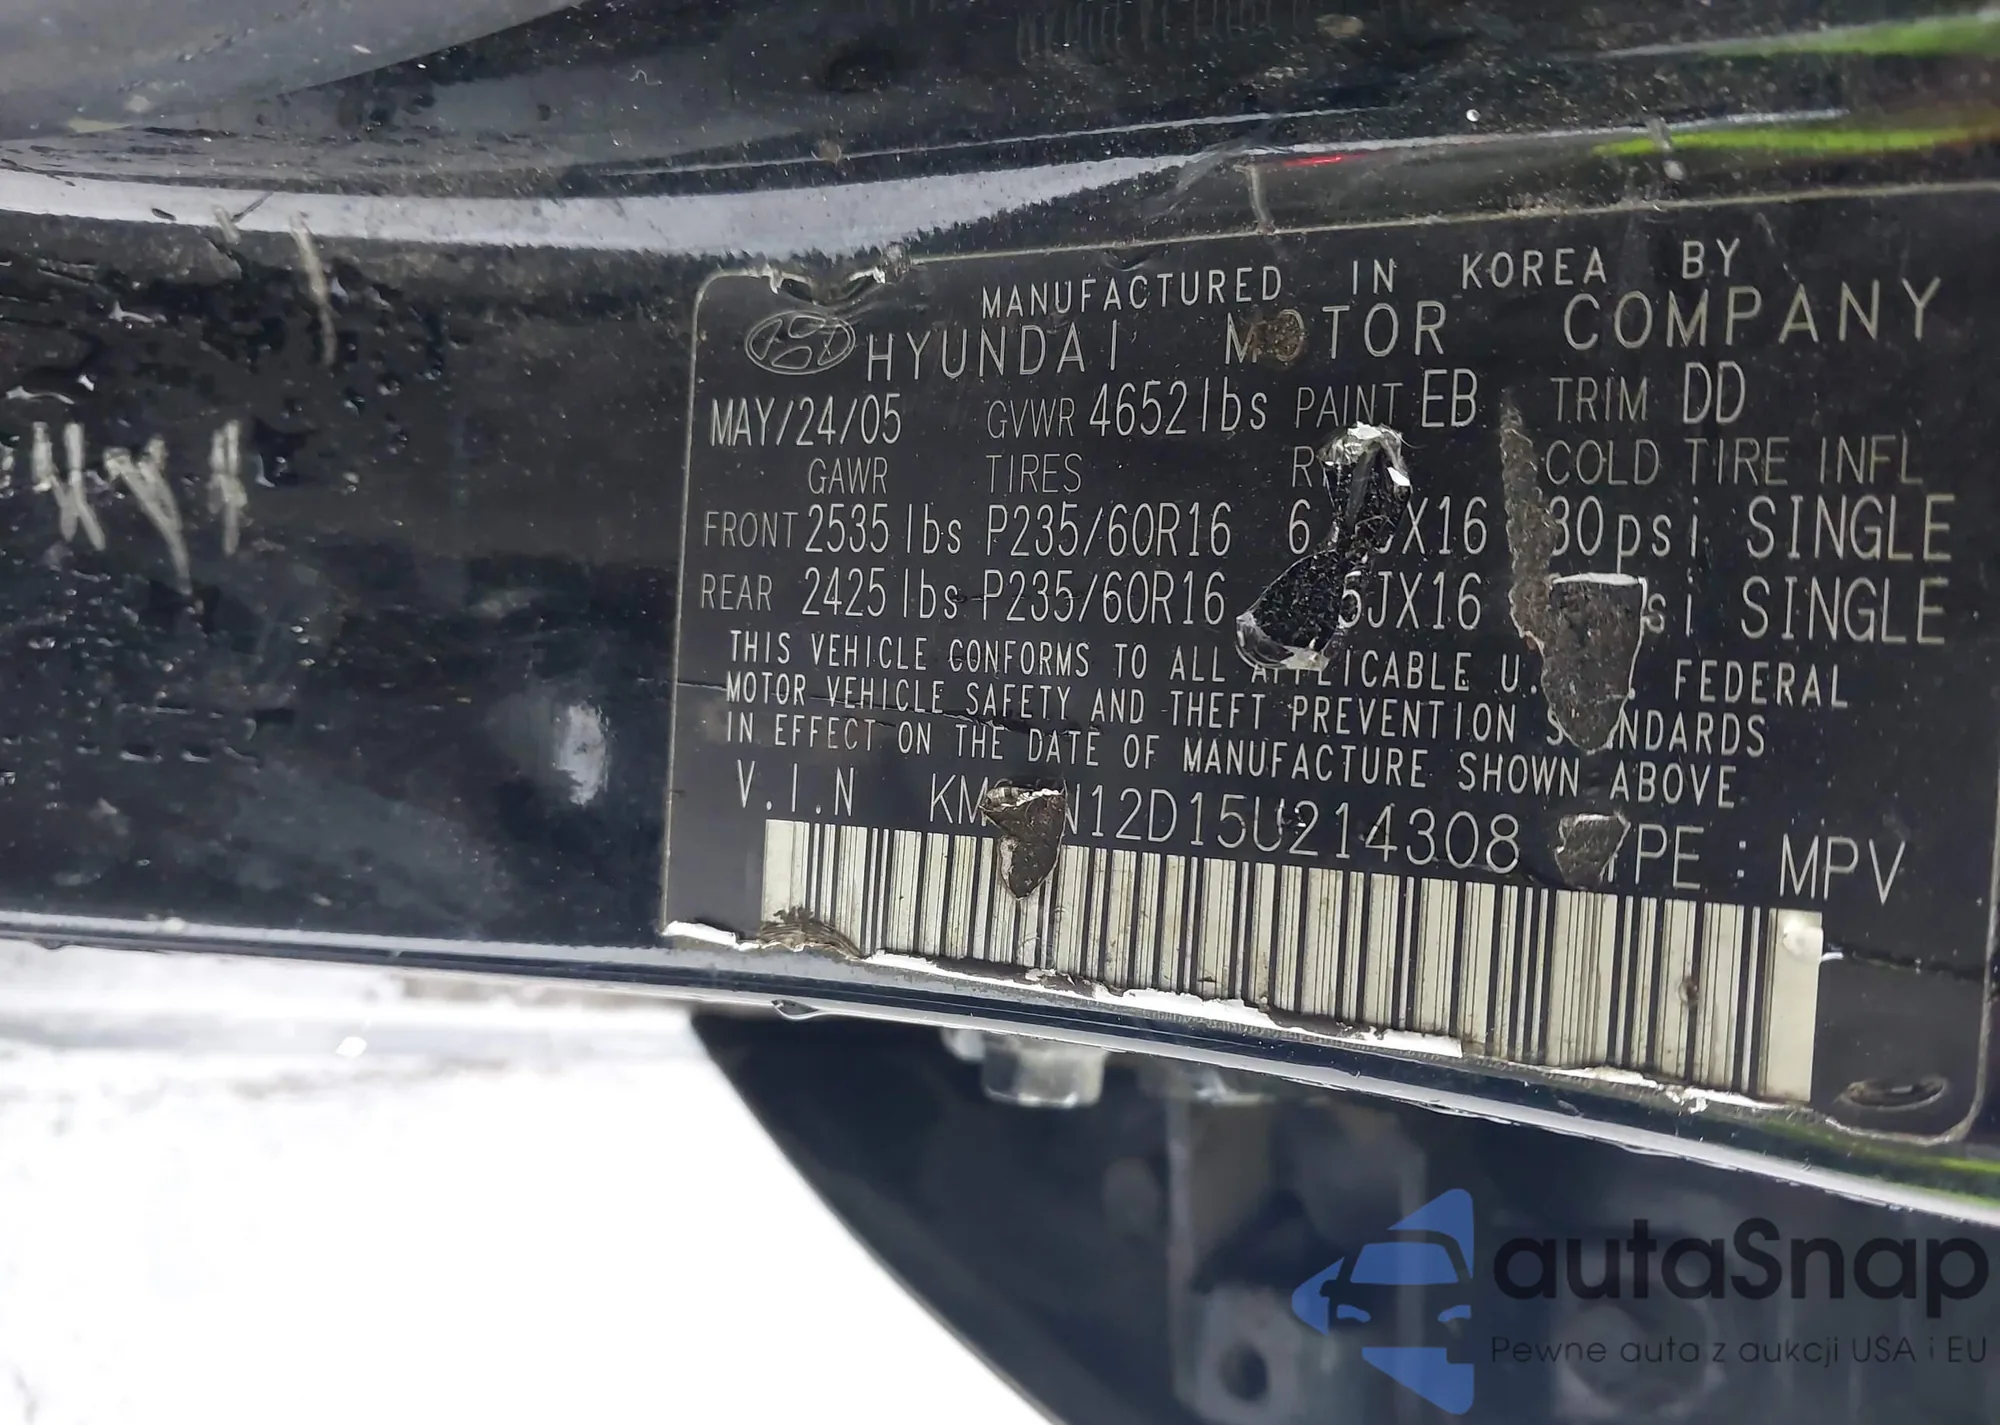 MANUFACTURED IN KOREA BY
HYUNDAI MOTOR COMPANY
MAY/24/05 GVWR 4652lbs PAINT EB TRIM DD
GAWR TIRES COLD TIRE INFL
FRONT 2535lbs P235/60R16 30psi SINGLE
REAR 2425lbs P235/60R16 SINGLE
THIS VEHICLE CONFORMS TO ALL APPLICABLE FEDERAL
MOTOR VEHICLE SAFETY AND THEFT PREVENTION STANDARDS
IN EFFECT ON THE DATE OF MANUFACTURE SHOWN ABOVE
V.I.N TYPE : MPV
autaSnap
Pewne auta z aukcji USA i EU